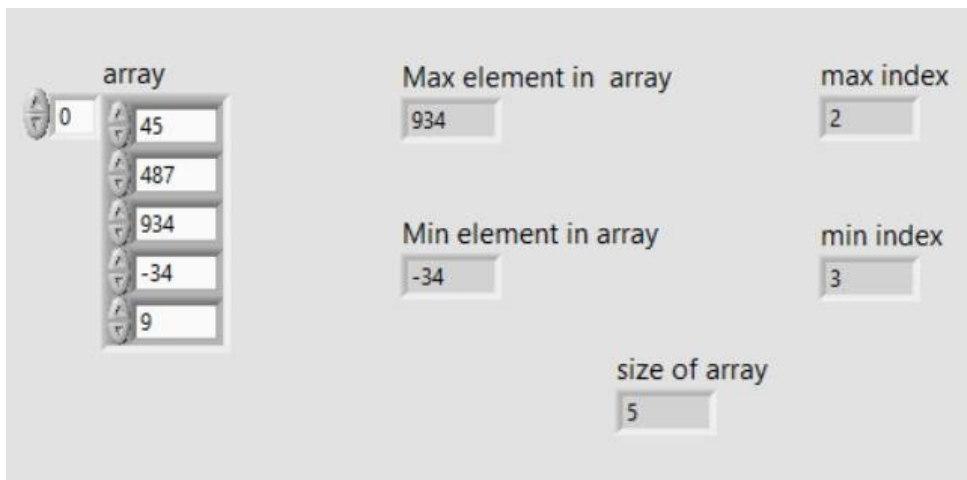 array
0
45
487
934
-34
9
Max element in array
934
max index
2
Min element in array
-34
min index
3
size of array
5